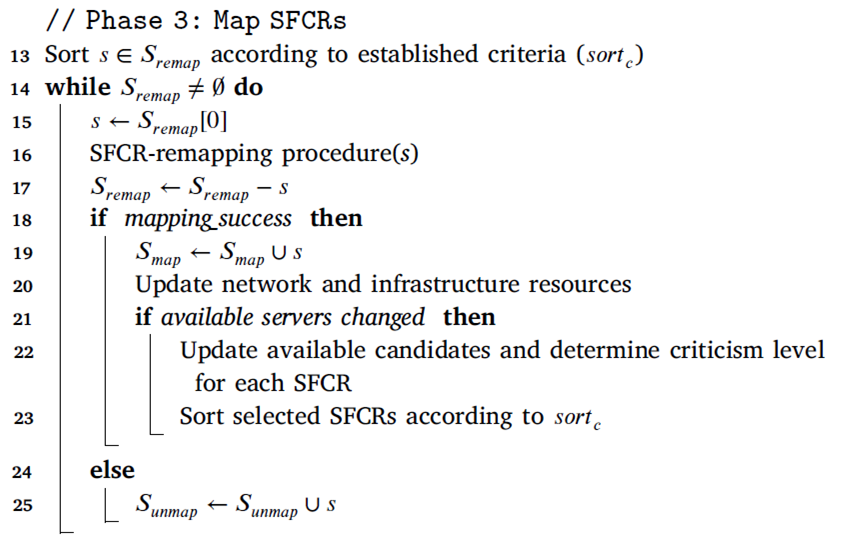 // Phase 3: Map SFCRs
13 Sort s ∈ S_remap according to established criteria (sort_c)
14 while S_remap ≠ ∅ do
15 s ← S_remap[0]
16 SFCR-remapping procedure(s)
17 S_remap ← S_remap − s
18 if mapping_success then
19 S_map ← S_map ∪ s
20 Update network and infrastructure resources
21 if available servers changed then
22 Update available candidates and determine criticism level
for each SFCR
23 Sort selected SFCRs according to sort_c
24 else
25 S_unmap ← S_unmap ∪ s